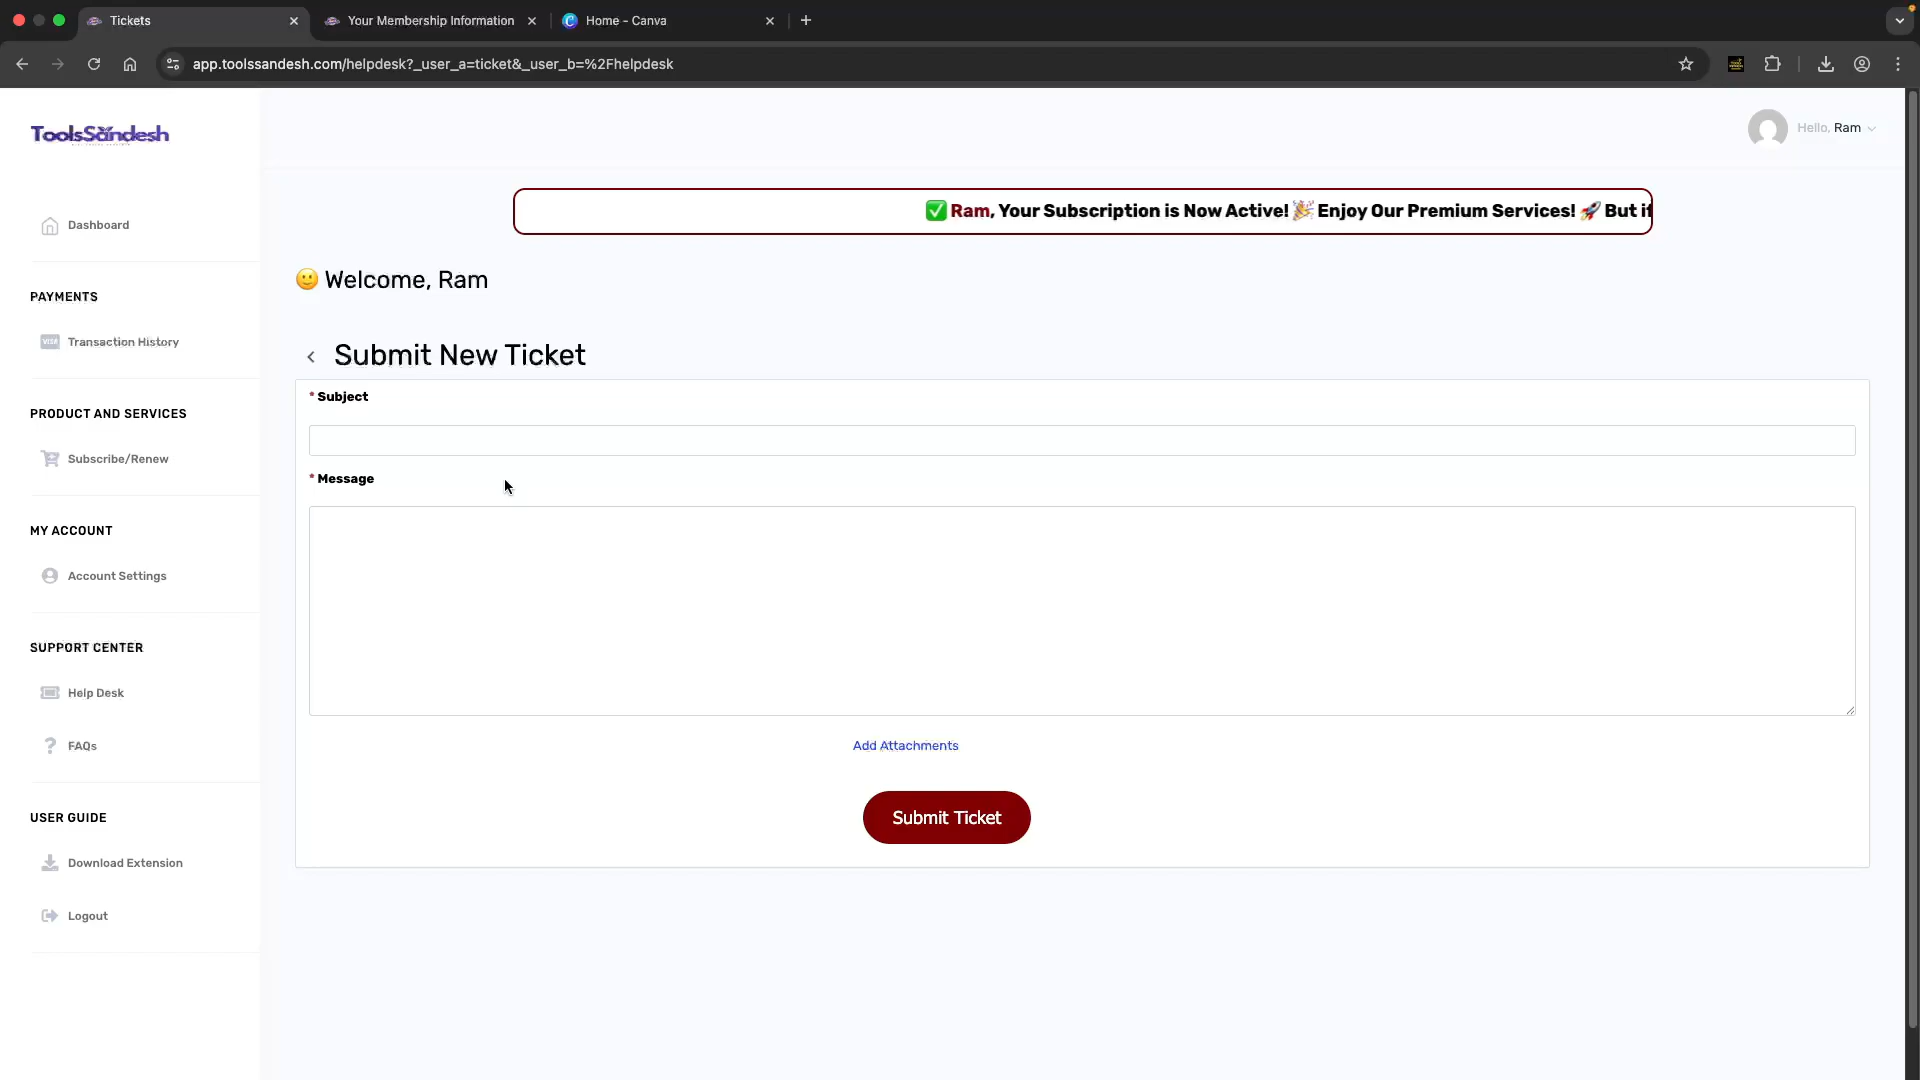 Tickets
Your Membership Information
Home - Canva
app.toolssandesh.com/helpdesk?_user_a=ticket&_user_b=%2Fhelpdesk
ToolsSandesh
Hello, Ram
✅ Ram, Your Subscription is Now Active! 🎉 Enjoy Our Premium Services! 🚀 But if
Dashboard
🙂 Welcome, Ram
PAYMENTS
Transaction History
Submit New Ticket
* Subject
PRODUCT AND SERVICES
Subscribe/Renew
* Message
MY ACCOUNT
Account Settings
SUPPORT CENTER
Help Desk
FAQs
Add Attachments
Submit Ticket
USER GUIDE
Download Extension
Logout